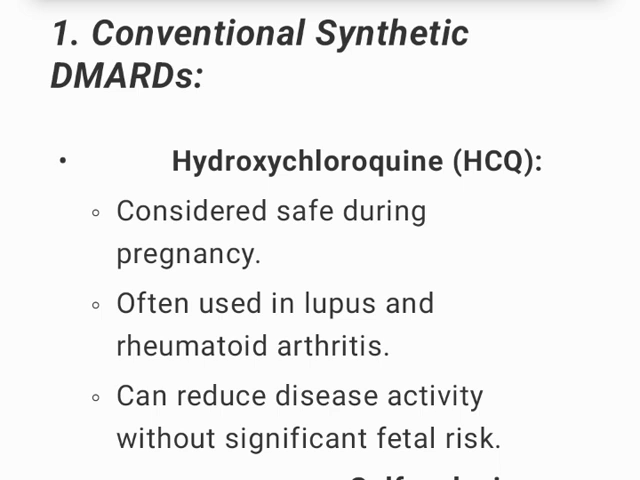 1. Conventional Synthetic
DMARDs:
• Hydroxychloroquine (HCQ):
◦ Considered safe during
pregnancy.
◦ Often used in lupus and
rheumatoid arthritis.
◦ Can reduce disease activity
without significant fetal risk.